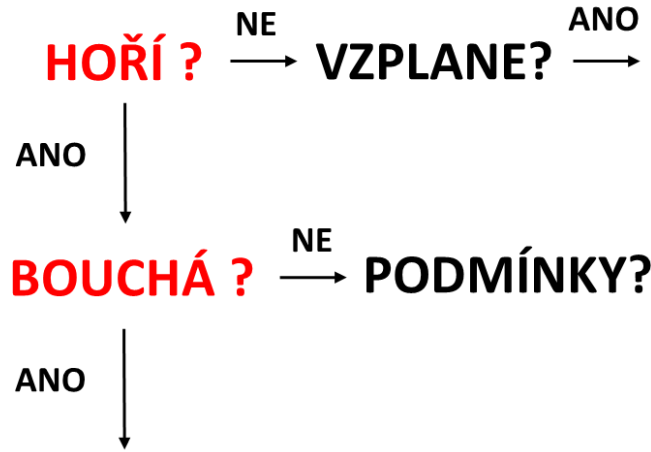 NE
ANO
HOŘÍ ?
VZPLANE?
ANO
NE
BOUCHÁ ?
PODMÍNKY?
ANO